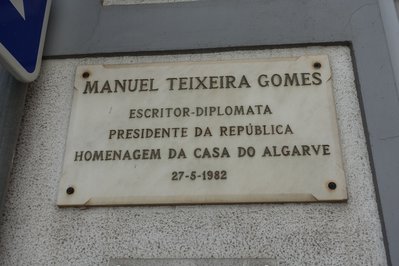 MANUEL TEIXEIRA GOMES
ESCRITOR-DIPLOMATA
PRESIDENTE DA REPÚBLICA
HOMENAGEM DA CASA DO ALGARVE
27-5-1982